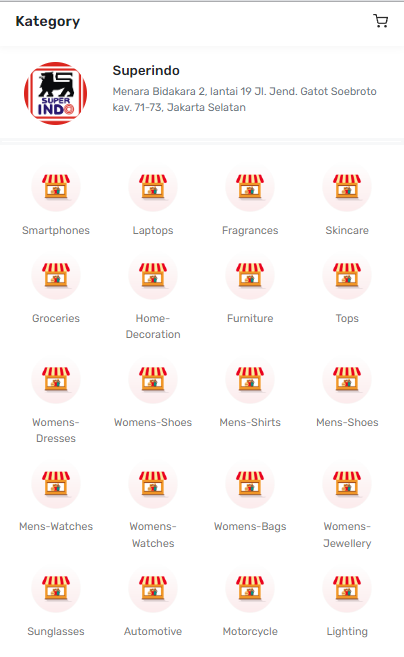 Kategory
Superindo
SUPER
INDO
Menara Bidakara 2, lantai 19 Jl. Jend. Gatot Soebroto
kav. 71-73, Jakarta Selatan
Smartphones
Laptops
Fragrances
Skincare
Groceries
Home-
Decoration
Furniture
Tops
Womens-
Dresses
Womens-Shoes
Mens-Shirts
Mens-Shoes
Mens-Watches
Womens-
Watches
Womens-Bags
Womens-
Jewellery
Sunglasses
Automotive
Motorcycle
Lighting